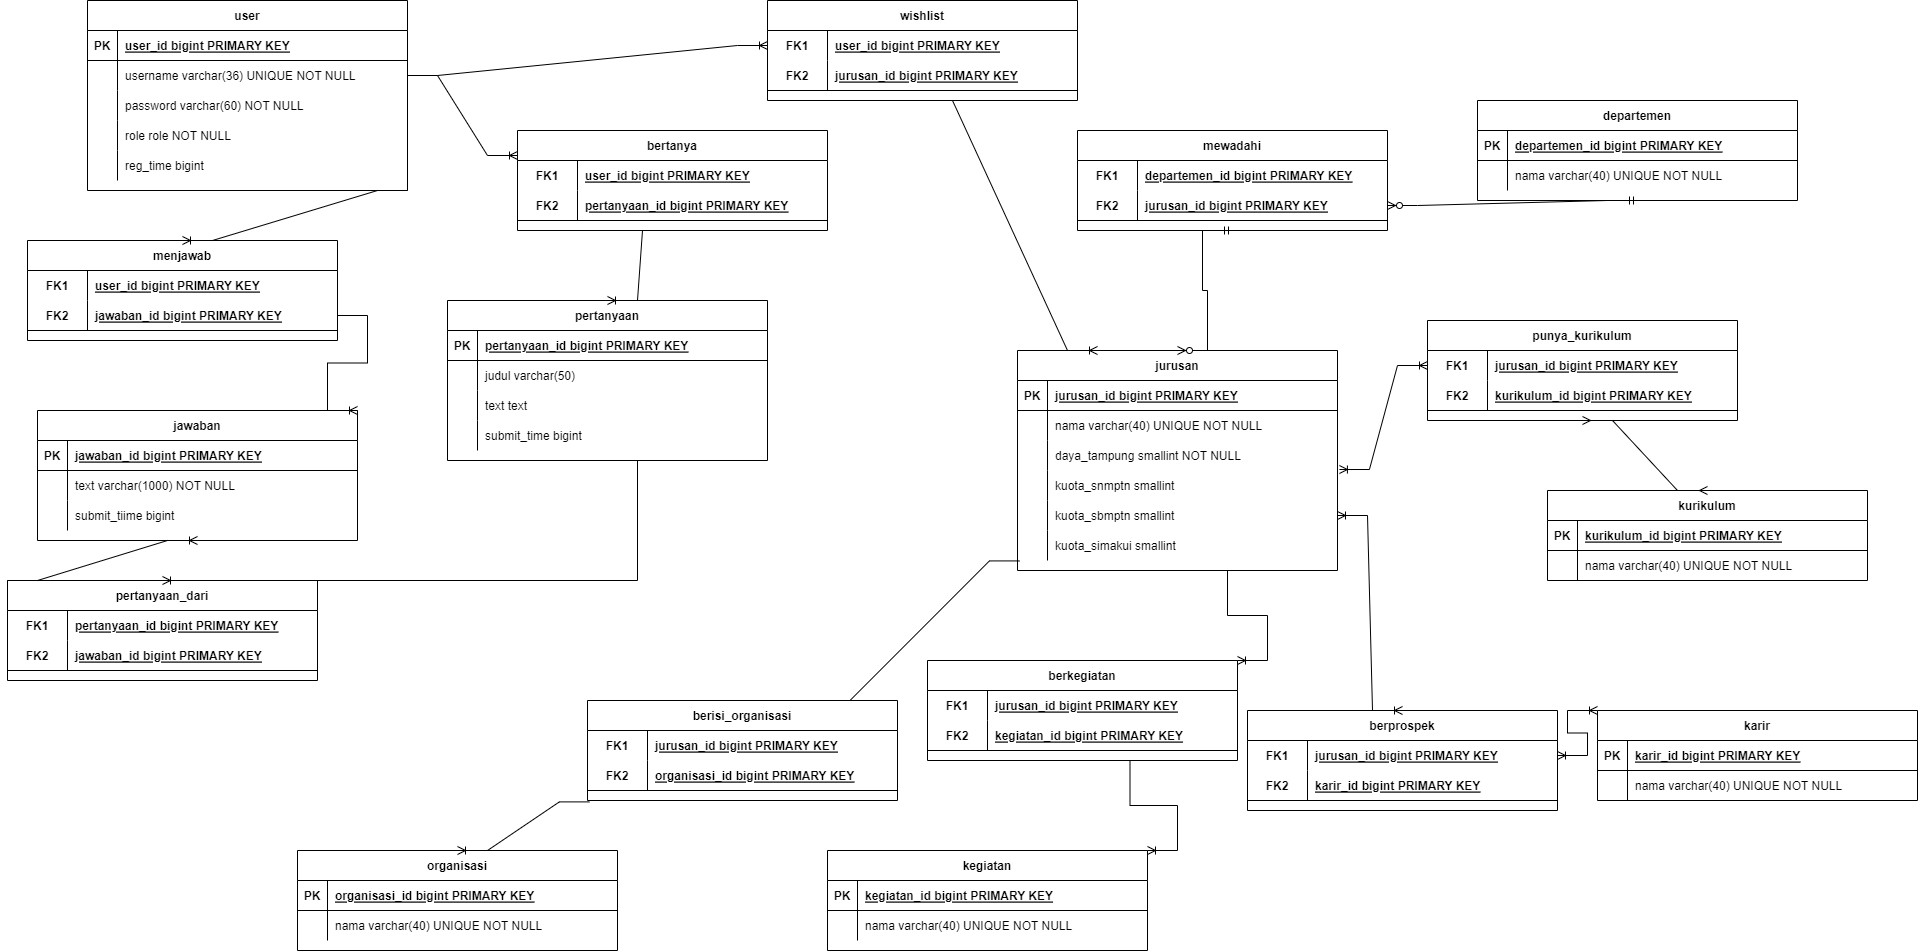 user
PK user_id bigint PRIMARY KEY
username varchar(36) UNIQUE NOT NULL
password varchar(60) NOT NULL
role role NOT NULL
reg_time bigint
wishlist
FK1 user_id bigint PRIMARY KEY
FK2 jurusan_id bigint PRIMARY KEY
bertanya
FK1 user_id bigint PRIMARY KEY
FK2 pertanyaan_id bigint PRIMARY KEY
mewadahi
FK1 departemen_id bigint PRIMARY KEY
FK2 jurusan_id bigint PRIMARY KEY
departemen
PK departemen_id bigint PRIMARY KEY
nama varchar(40) UNIQUE NOT NULL
menjawab
FK1 user_id bigint PRIMARY KEY
FK2 jawaban_id bigint PRIMARY KEY
pertanyaan
PK pertanyaan_id bigint PRIMARY KEY
judul varchar(50)
text text
submit_time bigint
jurusan
PK jurusan_id bigint PRIMARY KEY
nama varchar(40) UNIQUE NOT NULL
daya_tampung smallint NOT NULL
kuota_snmptn smallint
kuota_sbmptn smallint
kuota_simakui smallint
punya_kurikulum
FK1 jurusan_id bigint PRIMARY KEY
FK2 kurikulum_id bigint PRIMARY KEY
jawaban
PK jawaban_id bigint PRIMARY KEY
text varchar(1000) NOT NULL
submit_tiime bigint
kurikulum
PK kurikulum_id bigint PRIMARY KEY
nama varchar(40) UNIQUE NOT NULL
pertanyaan_dari
FK1 pertanyaan_id bigint PRIMARY KEY
FK2 jawaban_id bigint PRIMARY KEY
berisi_organisasi
FK1 jurusan_id bigint PRIMARY KEY
FK2 organisasi_id bigint PRIMARY KEY
berkegiatan
FK1 jurusan_id bigint PRIMARY KEY
FK2 kegiatan_id bigint PRIMARY KEY
berprospek
FK1 jurusan_id bigint PRIMARY KEY
FK2 karir_id bigint PRIMARY KEY
karir
PK karir_id bigint PRIMARY KEY
nama varchar(40) UNIQUE NOT NULL
organisasi
PK organisasi_id bigint PRIMARY KEY
nama varchar(40) UNIQUE NOT NULL
kegiatan
PK kegiatan_id bigint PRIMARY KEY
nama varchar(40) UNIQUE NOT NULL